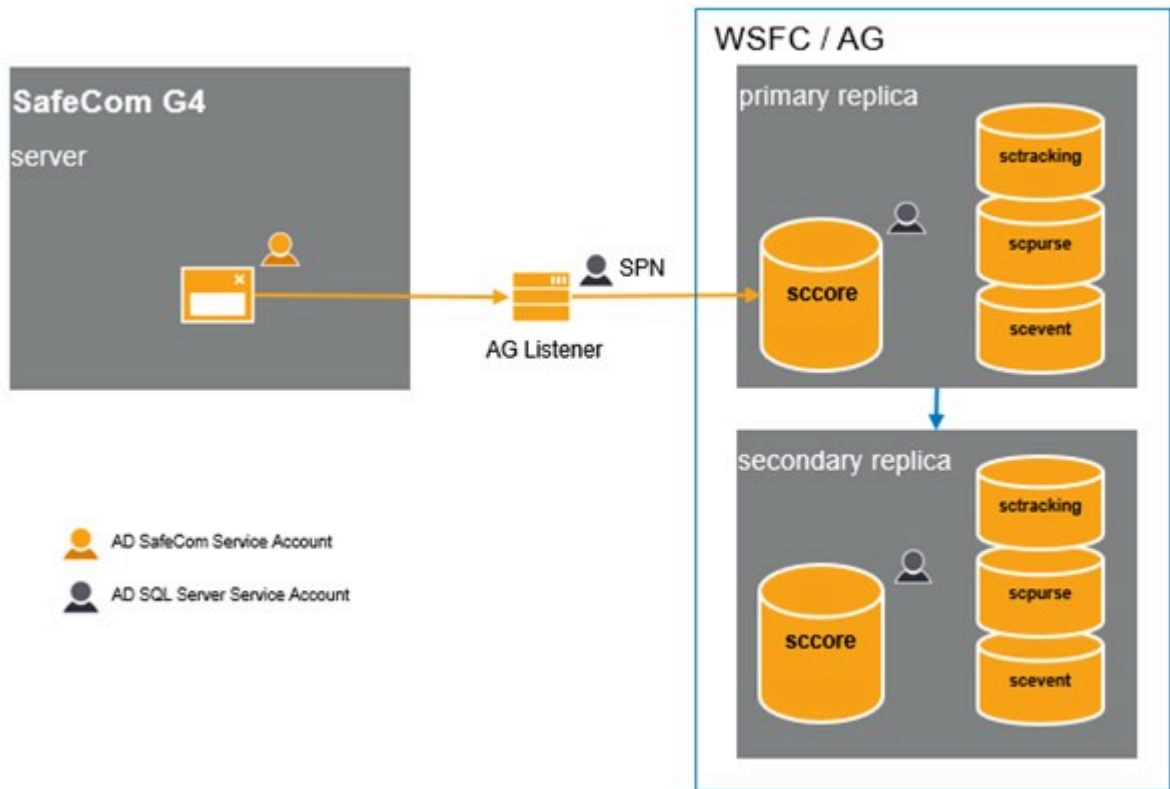 SafeCom G4
server
SPN
AG Listener
WSFC / AG
primary replica
sctracking
scpurse
scevent
sccore
secondary replica
sctracking
scpurse
scevent
sccore
AD SafeCom Service Account
AD SQL Server Service Account